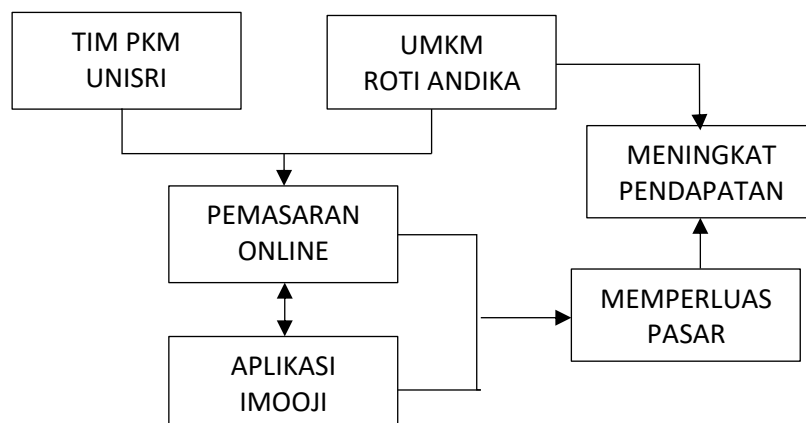 TIM PKM
UNISRI
UMKM
ROTI ANDIKA
MENINGKAT
PENDAPATAN
PEMASARAN
ONLINE
MEMPERLUAS
PASAR
APLIKASI
IMOOJI